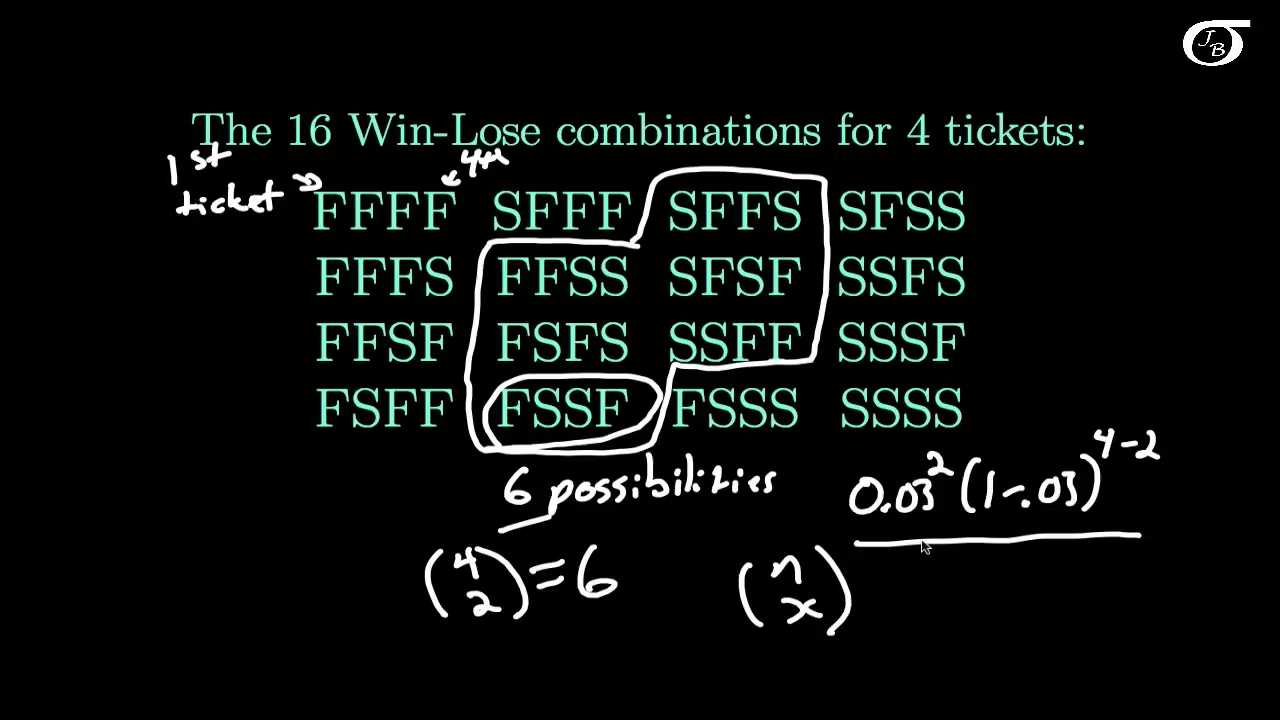 JB
The 16 Win-Lose combinations for 4 tickets:
1st
ticket
4th
FFFF SFFF SFFS SFSS
FFFS FFSS SFSF SSFS
FFSF FSFS SSFF SSSF
FSFF FSSF FSSS SSSS
6 possibilities
0.03^2 (1-.03)^{4-2}
(4 2) = 6
(n x)